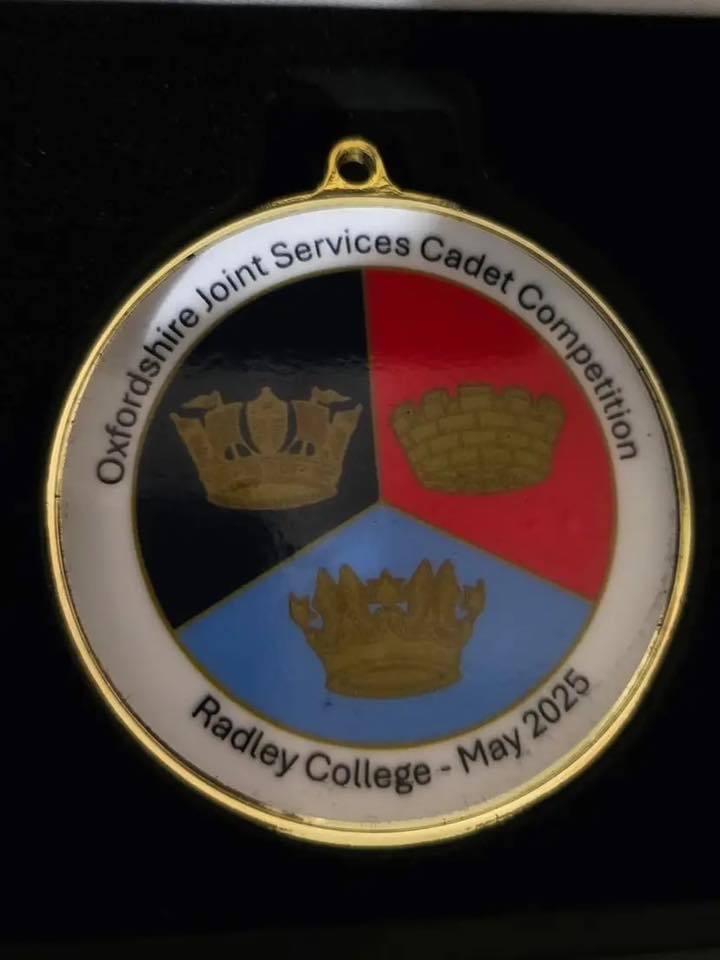 Oxfordshire Joint Services Cadet Competition
Radley College - May 2025